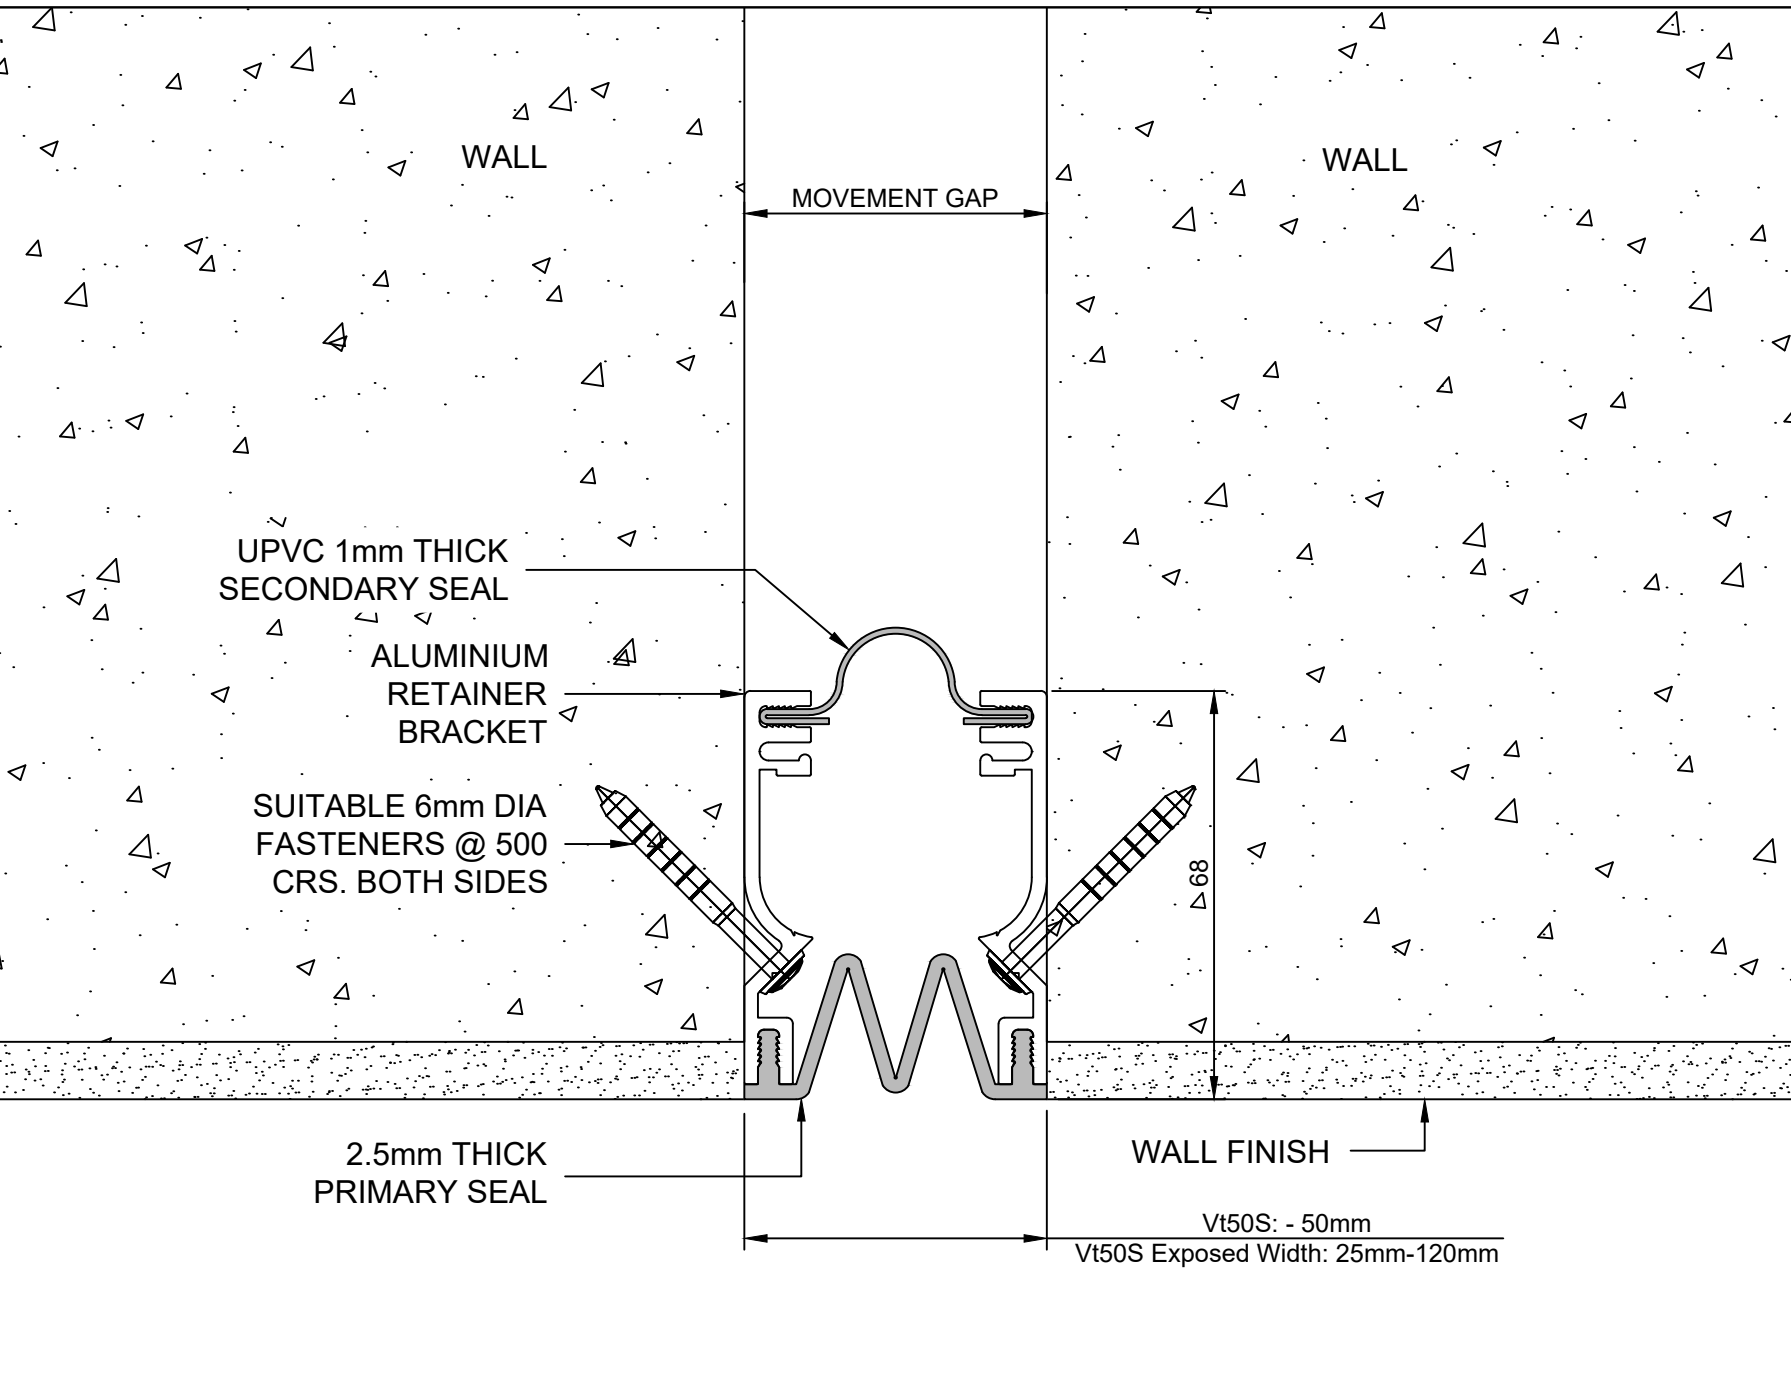 WALL
WALL
MOVEMENT GAP
UPVC 1mm THICK
SECONDARY SEAL
ALUMINIUM
RETAINER
BRACKET
SUITABLE 6mm DIA
FASTENERS @ 500
CRS. BOTH SIDES
68
2.5mm THICK
PRIMARY SEAL
WALL FINISH
Vt50S: - 50mm
Vt50S Exposed Width: 25mm-120mm